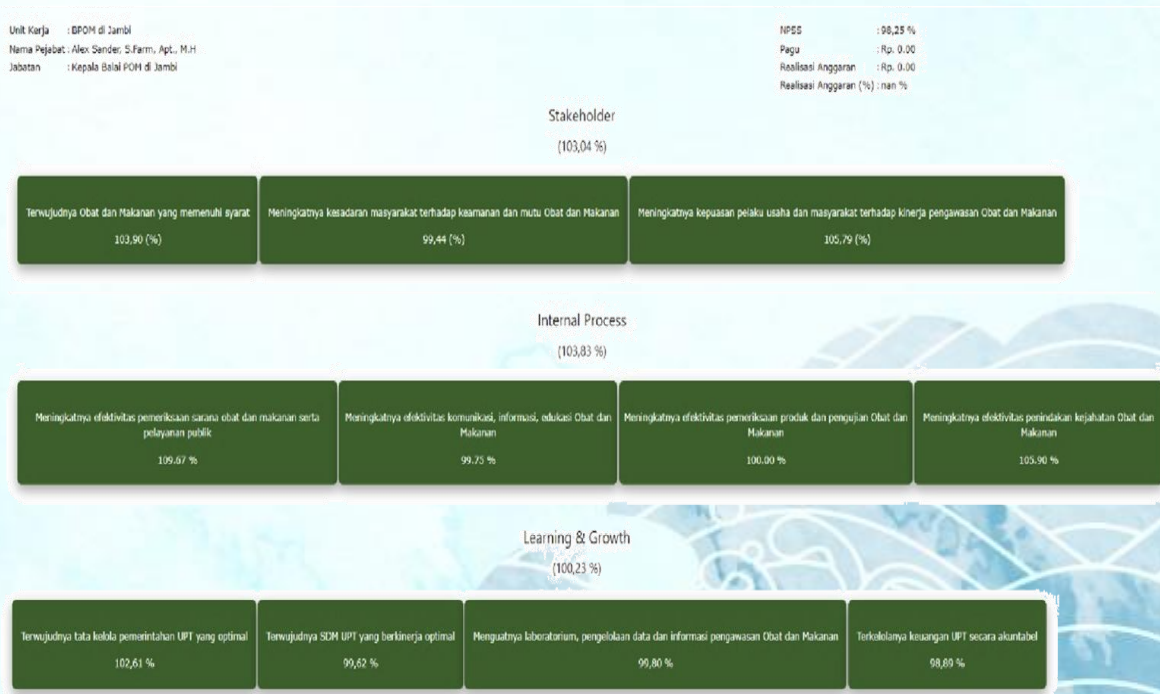 Unit Kerja : BPOM di Jambi
Nama Pejabat : Alex Sander, S.Farm, Apt., M.H
Jabatan : Kepala Balai POM di Jambi
NPSS : 98,25 %
Pagu : Rp. 0.00
Realisasi Anggaran : Rp. 0.00
Realisasi Anggaran (%) : nan %
Stakeholder
(103,04 %)
Terwujudnya Obat dan Makanan yang memenuhi syarat
103,90 (%)
Meningkatnya kesadaran masyarakat terhadap keamanan dan mutu Obat dan Makanan
99,44 (%)
Meningkatnya kepuasan pelaku usaha dan masyarakat terhadap kinerja pengawasan Obat dan Makanan
105,79 (%)
Internal Process
(103,83 %)
Meningkatnya efektivitas pemeriksaan sarana obat dan makanan serta
pelayanan publik
109.67 %
Meningkatnya efektivitas komunikasi, informasi, edukasi Obat dan
Makanan
99.75 %
Meningkatnya efektivitas pemeriksaan produk dan pengujian Obat dan
Makanan
100.00 %
Meningkatnya efektivitas penindakan kejahatan Obat dan
Makanan
105.90 %
Learning & Growth
(100,23 %)
Terwujudnya tata kelola pemerintahan UPT yang optimal
102,61 %
Terwujudnya SDM UPT yang berkinerja optimal
99,62 %
Menguatnya laboratorium, pengelolaan data dan informasi pengawasan Obat dan Makanan
99,80 %
Terkelolanya keuangan UPT secara akuntabel
98,89 %